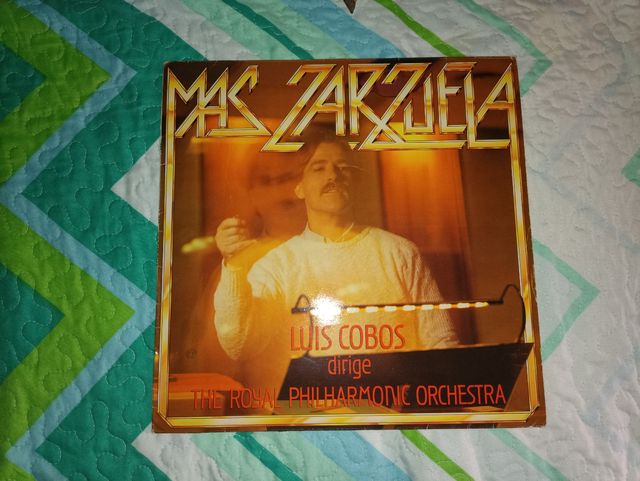 MAS ZARZUELA
LUIS COBOS
dirige
THE ROYAL PHILHARMONIC ORCHESTRA